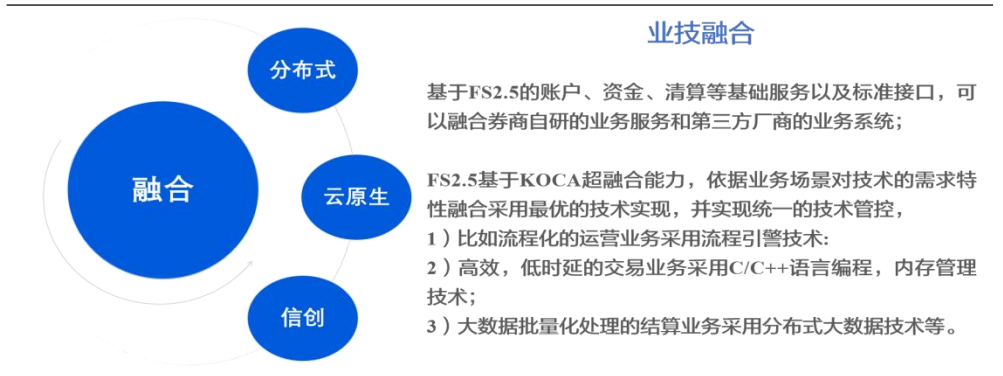 业技融合
分布式
融合
云原生
信创
基于FS2.5的账户、资金、清算等基础服务以及标准接口，可
以融合券商自研的业务服务和第三方厂商的业务系统；
FS2.5基于KOCA超融合能力，依据业务场景对技术的需求特
性融合采用最优的技术实现，并实现统一的技术管控，
1）比如流程化的运营业务采用流程引警技术:
2）高效，低时延的交易业务采用C/C++语言编程，内存管理
技术；
3）大数据批量化处理的结算业务采用分布式大数据技术等。